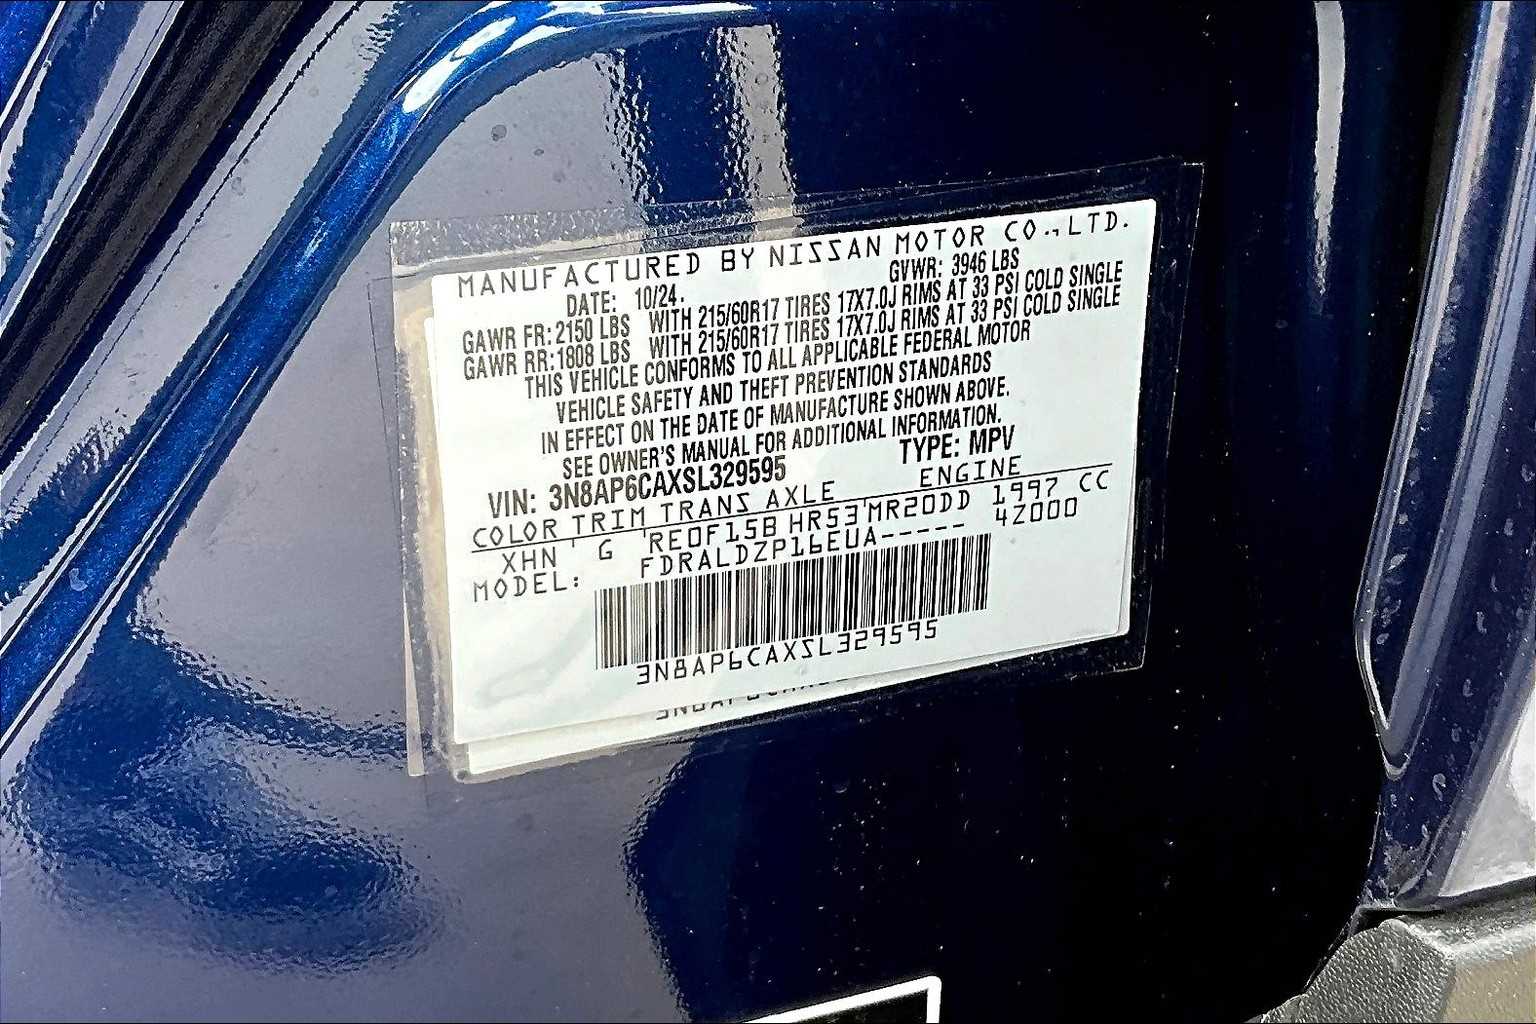 MANUFACTURED BY NISSAN MOTOR CO.,LTD.
DATE: 10/24. GVWR: 3946 LBS
GAWR FR: 2150 LBS WITH 215/60R17 TIRES 17X7.0J RIMS AT 33 PSI COLD SINGLE
GAWR RR: 1808 LBS WITH 215/60R17 TIRES 17X7.0J RIMS AT 33 PSI COLD SINGLE
THIS VEHICLE CONFORMS TO ALL APPLICABLE FEDERAL MOTOR
VEHICLE SAFETY AND THEFT PREVENTION STANDARDS
IN EFFECT ON THE DATE OF MANUFACTURE SHOWN ABOVE.
SEE OWNER'S MANUAL FOR ADDITIONAL INFORMATION.
VIN: 3N8AP6CAXSL329595 TYPE: MPV
COLOR TRIM TRANS AXLE ENGINE
XHN G RE0F15B HR53 MR20DD 1997 CC
MODEL: FDRALDZP16EUA----- 4Z000
3N8AP6CAXSL329595